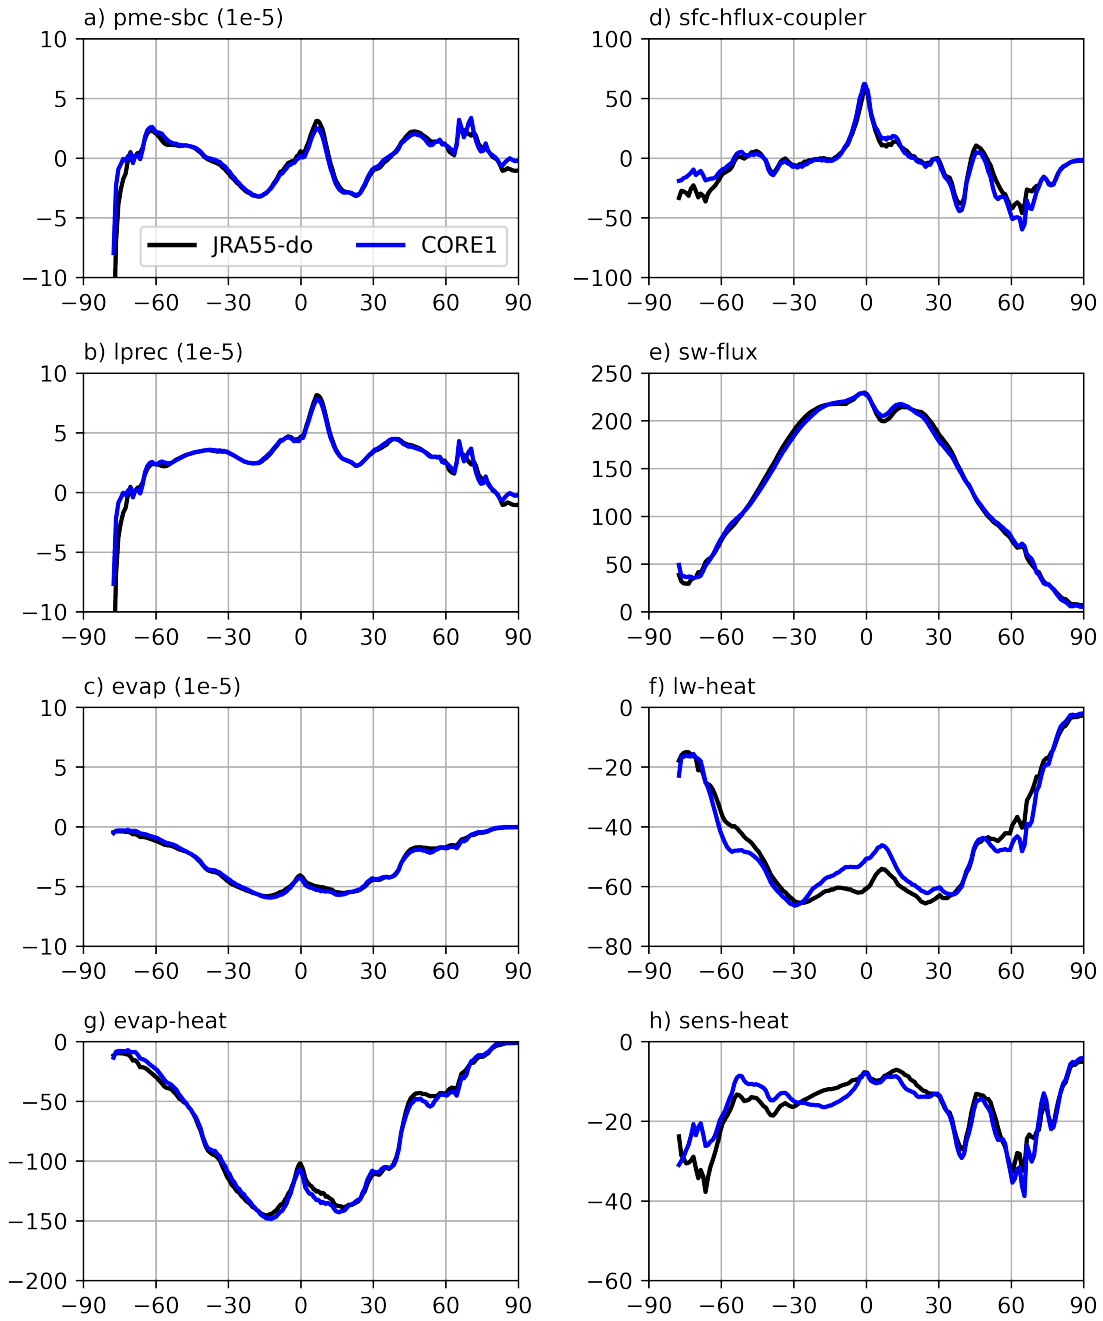 a) pme-sbc (1e-5)
10
5
0
−5
−10
JRA55-do
CORE1
−90 −60 −30 0 30 60 90
d) sfc-hflux-coupler
100
50
0
−50
−100
−90 −60 −30 0 30 60 90
b) lprec (1e-5)
10
5
0
−5
−10
−90 −60 −30 0 30 60 90
e) sw-flux
250
200
150
100
50
0
−90 −60 −30 0 30 60 90
c) evap (1e-5)
10
5
0
−5
−10
−90 −60 −30 0 30 60 90
f) lw-heat
0
−20
−40
−60
−80
−90 −60 −30 0 30 60 90
g) evap-heat
0
−50
−100
−150
−200
−90 −60 −30 0 30 60 90
h) sens-heat
0
−20
−40
−60
−90 −60 −30 0 30 60 90